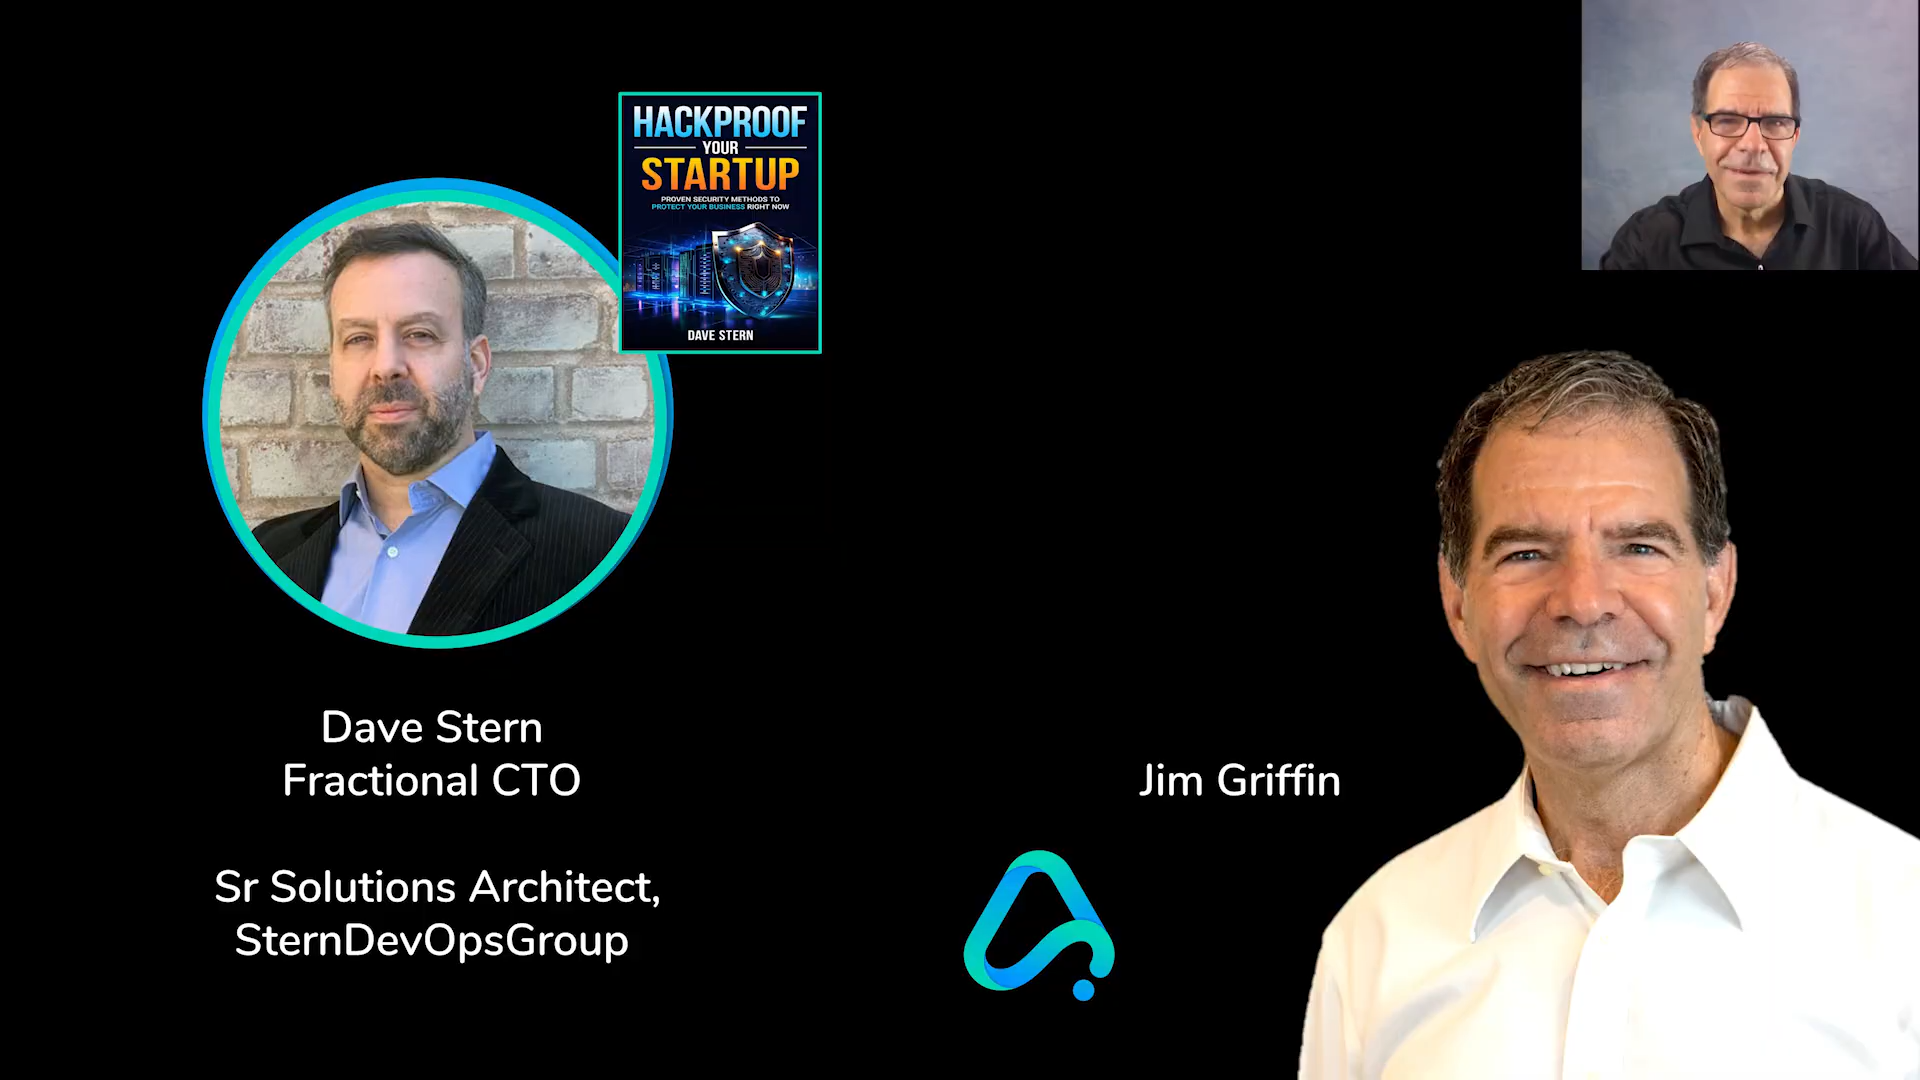 HACKPROOF
YOUR
STARTUP
PROVEN SECURITY METHODS TO
PROTECT YOUR BUSINESS RIGHT NOW
DAVE STERN
Dave Stern
Fractional CTO
Sr Solutions Architect,
SternDevOpsGroup
Jim Griffin